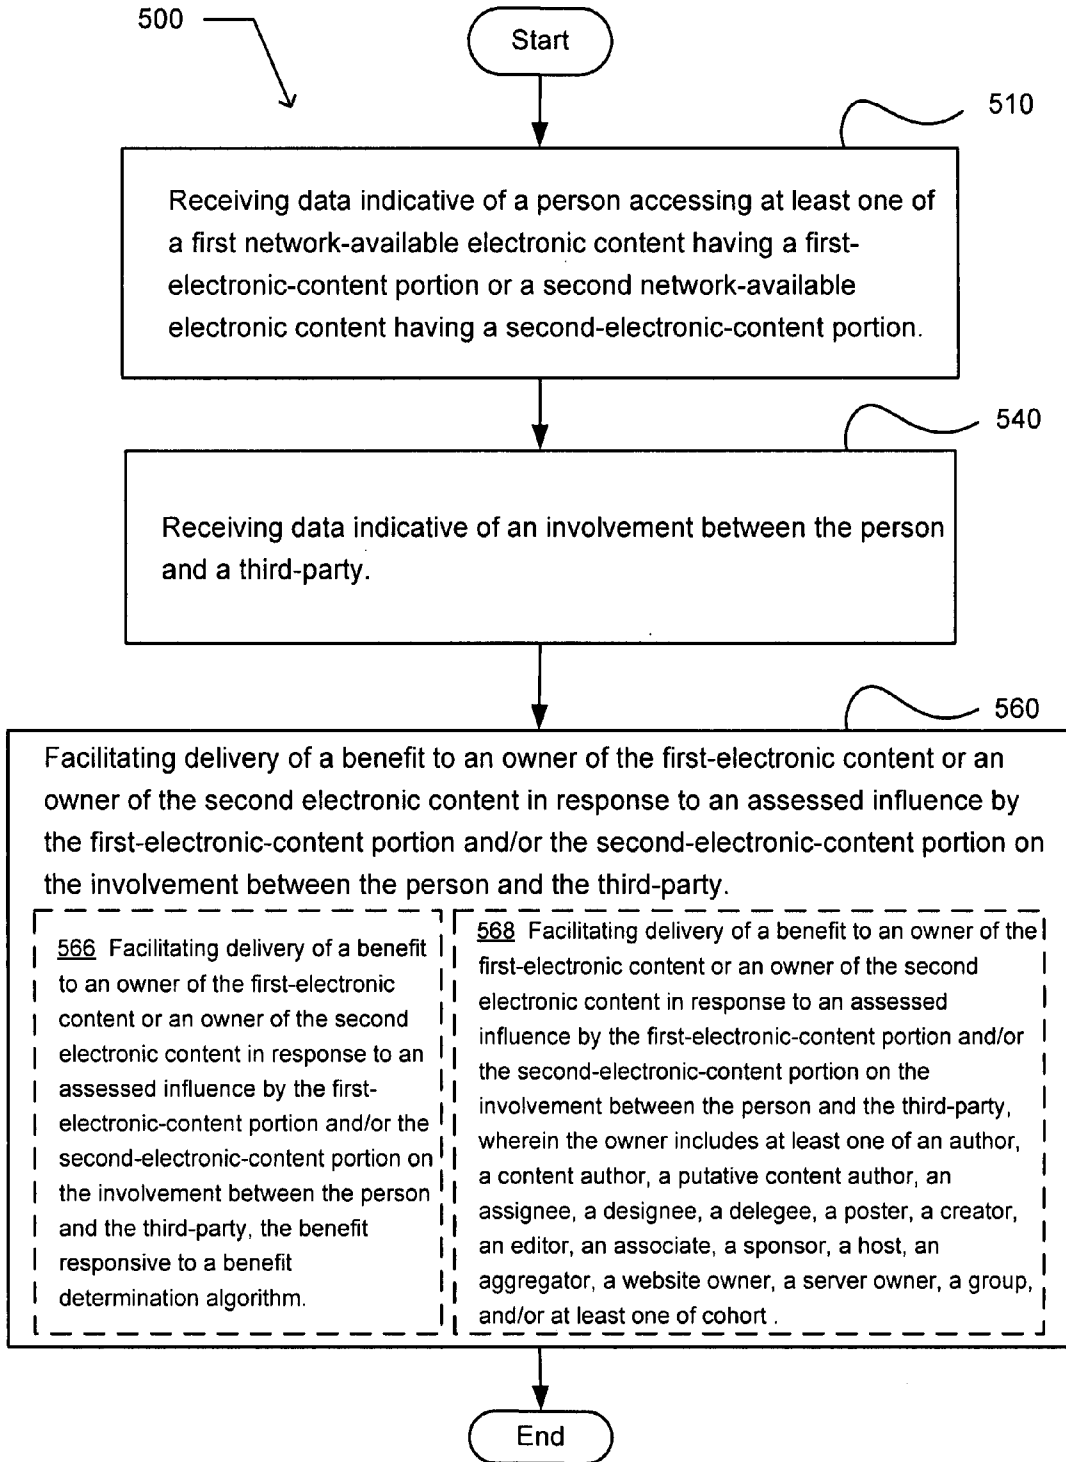 500
Start
510
Receiving data indicative of a person accessing at least one of
a first network-available electronic content having a first-
electronic-content portion or a second network-available
electronic content having a second-electronic-content portion.
540
Receiving data indicative of an involvement between the person
and a third-party.
560
Facilitating delivery of a benefit to an owner of the first-electronic content or an
owner of the second electronic content in response to an assessed influence by
the first-electronic-content portion and/or the second-electronic-content portion on
the involvement between the person and the third-party.
566 Facilitating delivery of a benefit
to an owner of the first-electronic
content or an owner of the second
electronic content in response to an
assessed influence by the first-
electronic-content portion and/or the
second-electronic-content portion on
the involvement between the person
and the third-party, the benefit
responsive to a benefit
determination algorithm.
568 Facilitating delivery of a benefit to an owner of the
first-electronic content or an owner of the second
electronic content in response to an assessed
influence by the first-electronic-content portion and/or
the second-electronic-content portion on the
involvement between the person and the third-party,
wherein the owner includes at least one of an author,
a content author, a putative content author, an
assignee, a designee, a delegee, a poster, a creator,
an editor, an associate, a sponsor, a host, an
aggregator, a website owner, a server owner, a group,
and/or at least one of cohort .
End